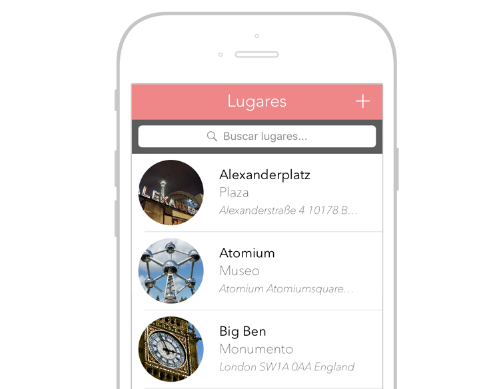 Lugares
Buscar lugares...
Alexanderplatz
Plaza
Alexanderstraße 4 10178 B...
Atomium
Museo
Atomium Atomiumsquare...
Big Ben
Monumento
London SW1A 0AA England